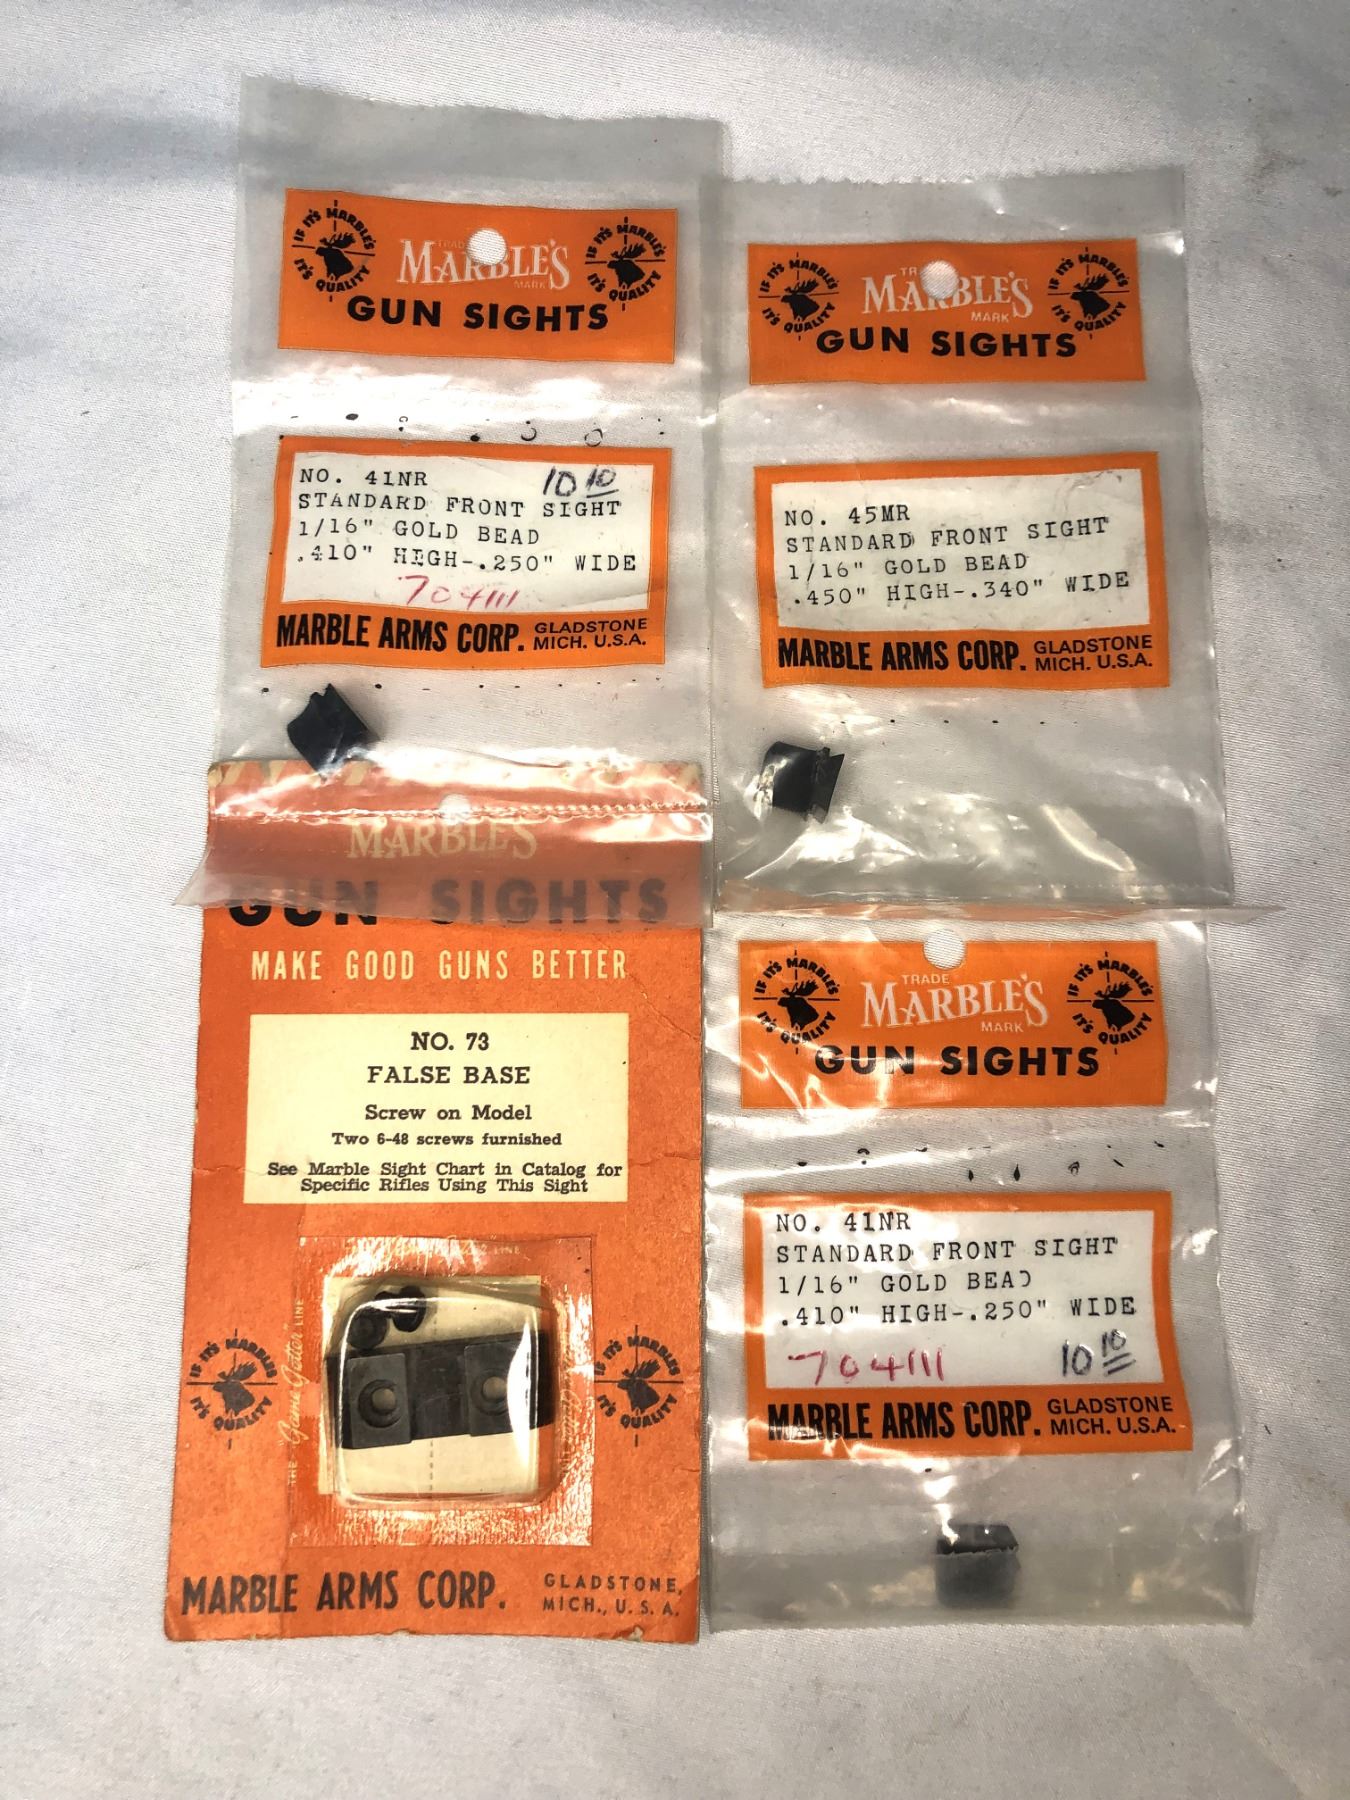 IF IT'S MARBLE'S
IT'S QUALITY
TRADE
MARBLE'S
MARK
IF IT'S MARBLE'S
IT'S QUALITY
GUN SIGHTS
NO. 41NR 10 10
STANDARD FRONT SIGHT
1/16" GOLD BEAD
.410" HIGH-.250" WIDE
704111
MARBLE ARMS CORP. GLADSTONE
MICH. U.S.A.
IF IT'S MARBLE'S
IT'S QUALITY
MARBLE'S
MARK
IF IT'S MARBLE'S
IT'S QUALITY
GUN SIGHTS
NO. 45MR
STANDARD FRONT SIGHT
1/16" GOLD BEAD
.450" HIGH-.340" WIDE
MARBLE ARMS CORP. GLADSTONE
MICH. U.S.A.
MARBLE'S
GUN SIGHTS
MAKE GOOD GUNS BETTER
NO. 73
FALSE BASE
Screw on Model
Two 6-48 screws furnished
See Marble Sight Chart in Catalog for
Specific Rifles Using This Sight
THE "Game Getter" LINE
IF IT'S MARBLE'S
IT'S QUALITY
IF IT'S MARBLE'S
IT'S QUALITY
MARBLE ARMS CORP. GLADSTONE,
MICH., U. S. A.
IF IT'S MARBLE'S
IT'S QUALITY
TRADE
MARBLE'S
MARK
IF IT'S MARBLE'S
IT'S QUALITY
GUN SIGHTS
NO. 41NR
STANDARD FRONT SIGHT
1/16" GOLD BEAD
.410" HIGH-.250" WIDE
704111 10 10
MARBLE ARMS CORP. GLADSTONE
MICH. U.S.A.